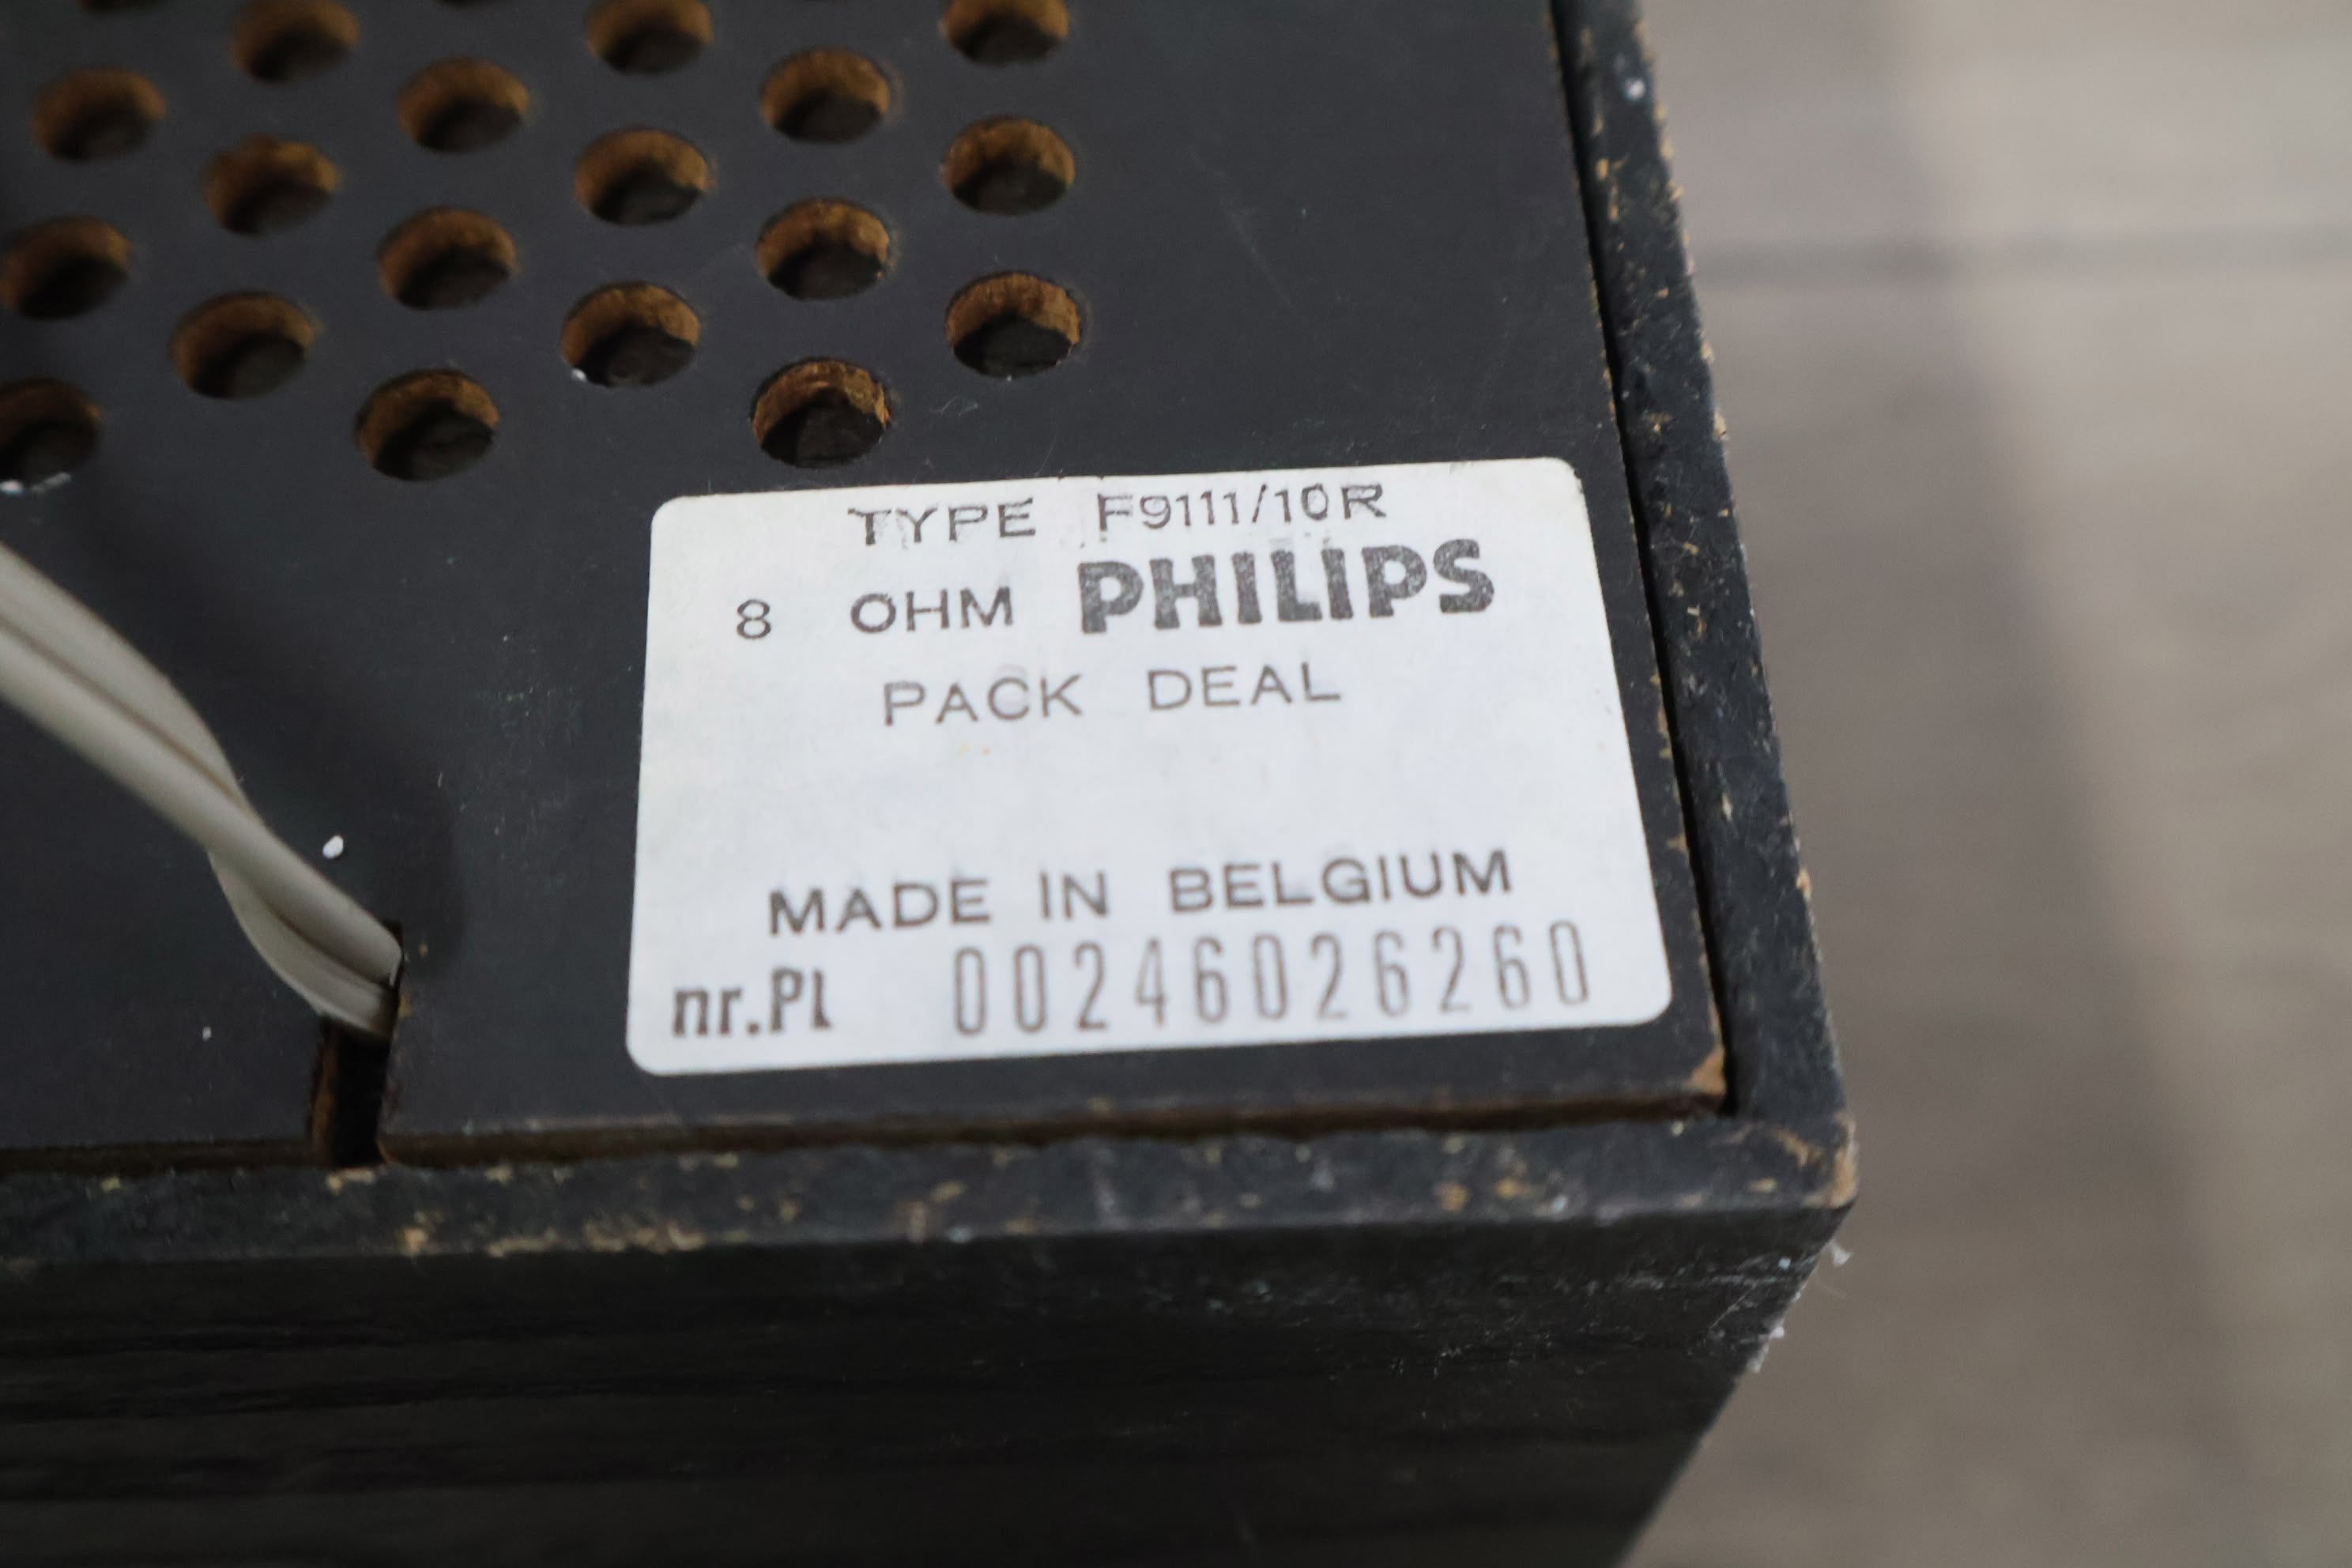 TYPE F9111/10R
8 OHM PHILIPS
PACK DEAL
MADE IN BELGIUM
nr.Pl 00246026260